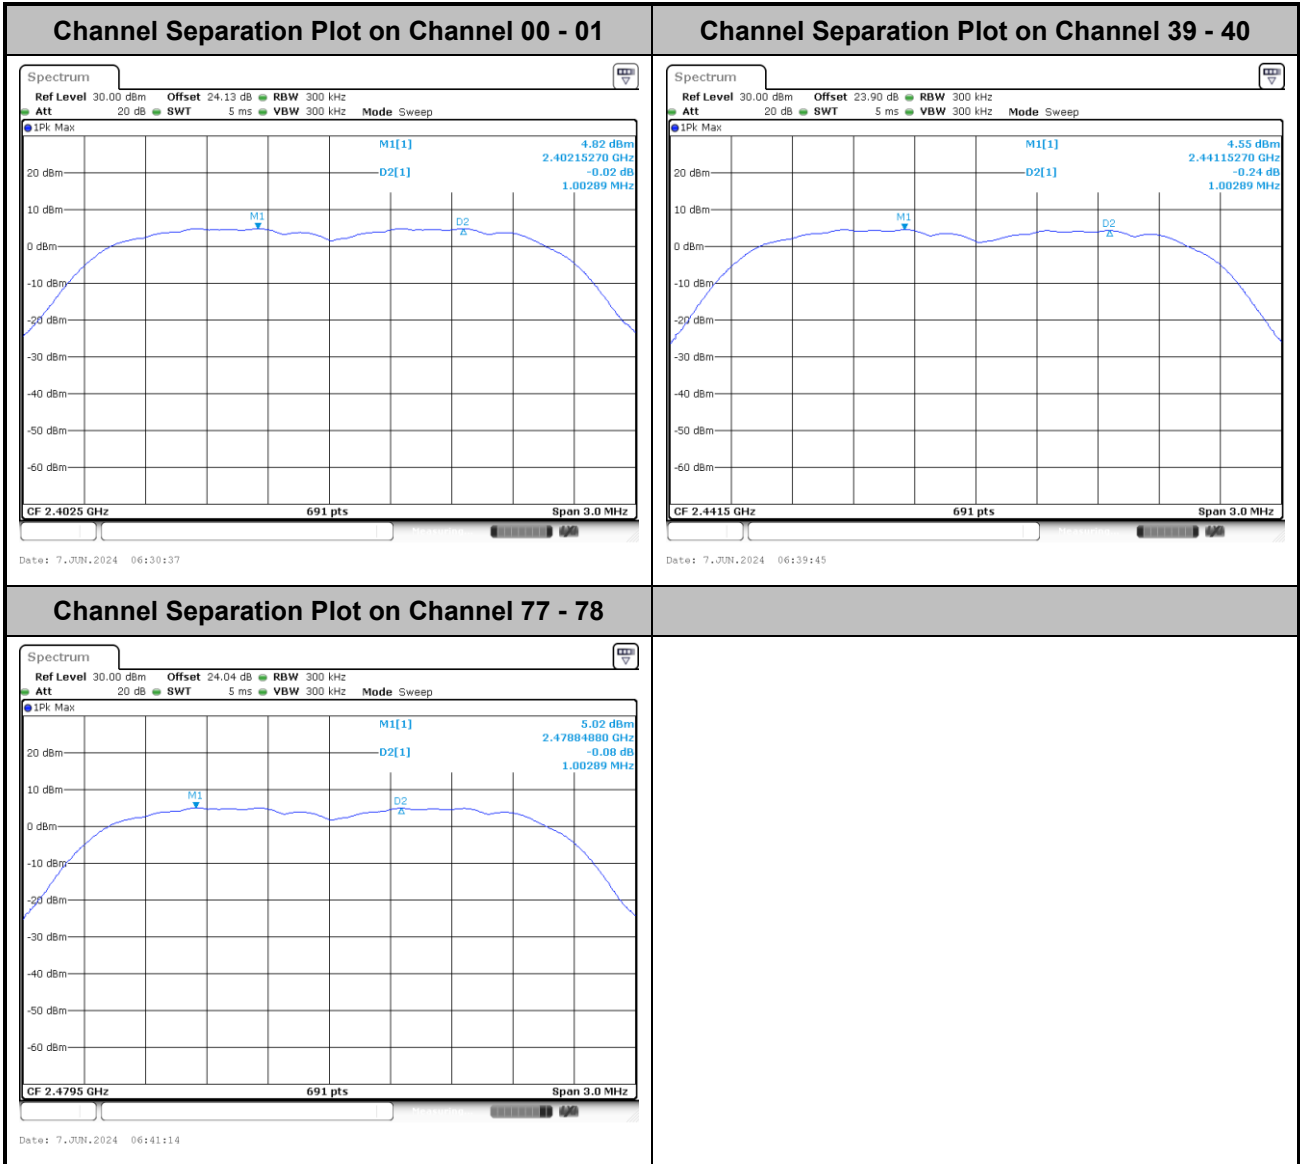 Channel Separation Plot on Channel 00 - 01
Spectrum
Ref Level 30.00 dBm Offset 24.13 dB RBW 300 kHz
Att 20 dB SWT 5 ms VBW 300 kHz Mode Sweep
1Pk Max
M1[1] 4.82 dBm
2.40215270 GHz
20 dBm
D2[1] -0.02 dB
1.00289 MHz
10 dBm
M1
D2
0 dBm
-10 dBm
-20 dBm
-30 dBm
-40 dBm
-50 dBm
-60 dBm
CF 2.4025 GHz 691 pts Span 3.0 MHz
Measuring...
Date: 7.JUN.2024 06:30:37
Channel Separation Plot on Channel 39 - 40
Spectrum
Ref Level 30.00 dBm Offset 23.90 dB RBW 300 kHz
Att 20 dB SWT 5 ms VBW 300 kHz Mode Sweep
1Pk Max
M1[1] 4.55 dBm
2.44115270 GHz
20 dBm
D2[1] -0.24 dB
1.00289 MHz
10 dBm
M1
D2
0 dBm
-10 dBm
-20 dBm
-30 dBm
-40 dBm
-50 dBm
-60 dBm
CF 2.4415 GHz 691 pts Span 3.0 MHz
Measuring...
Date: 7.JUN.2024 06:39:45
Channel Separation Plot on Channel 77 - 78
Spectrum
Ref Level 30.00 dBm Offset 24.04 dB RBW 300 kHz
Att 20 dB SWT 5 ms VBW 300 kHz Mode Sweep
1Pk Max
M1[1] 5.02 dBm
2.47884880 GHz
20 dBm
D2[1] -0.08 dB
1.00289 MHz
10 dBm
M1
D2
0 dBm
-10 dBm
-20 dBm
-30 dBm
-40 dBm
-50 dBm
-60 dBm
CF 2.4795 GHz 691 pts Span 3.0 MHz
Measuring...
Date: 7.JUN.2024 06:41:14